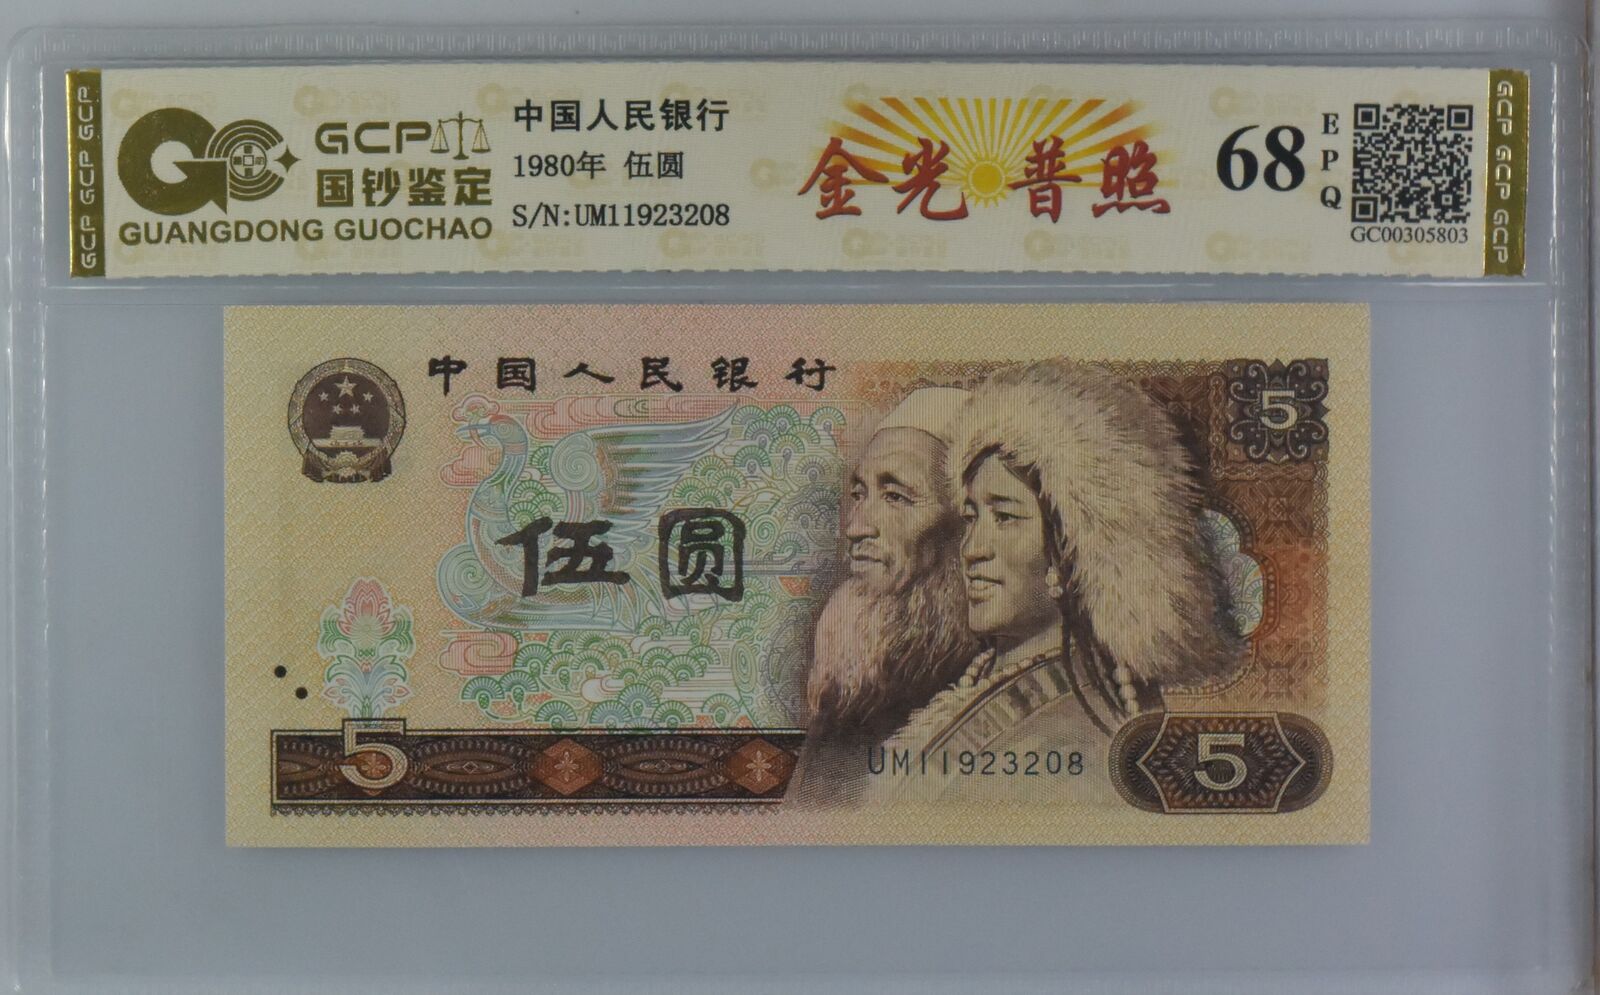 GCP GCP GCP
GCP
国钞鉴定
GUANGDONG GUOCHAO
中国人民银行
1980年 伍圆
S/N:UM11923208
金光普照
68
EPQ
GC00305803
GCP GCP GCP
中国人民银行
5
伍圆
5
UM11923208
5